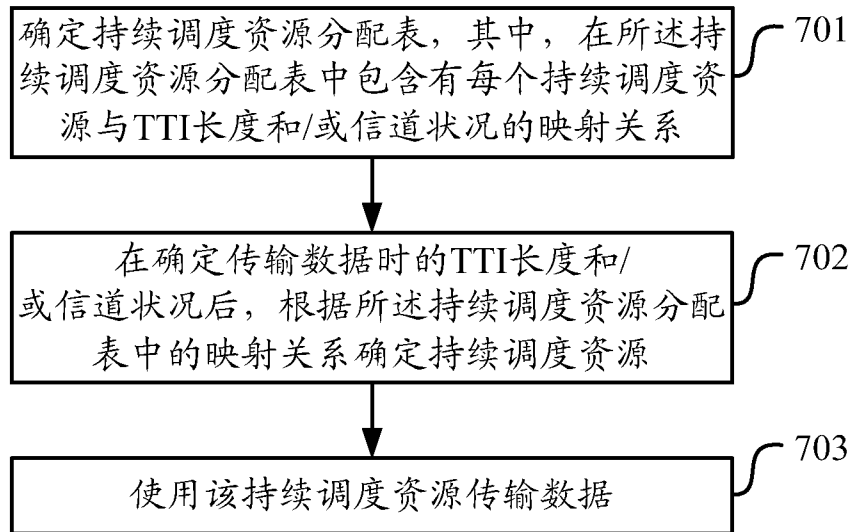 确定持续调度资源分配表，其中，在所述持
续调度资源分配表中包含有每个持续调度资
源与TTI长度和/或信道状况的映射关系
701
在确定传输数据时的TTI长度和/
或信道状况后，根据所述持续调度资源分配
表中的映射关系确定持续调度资源
702
使用该持续调度资源传输数据
703